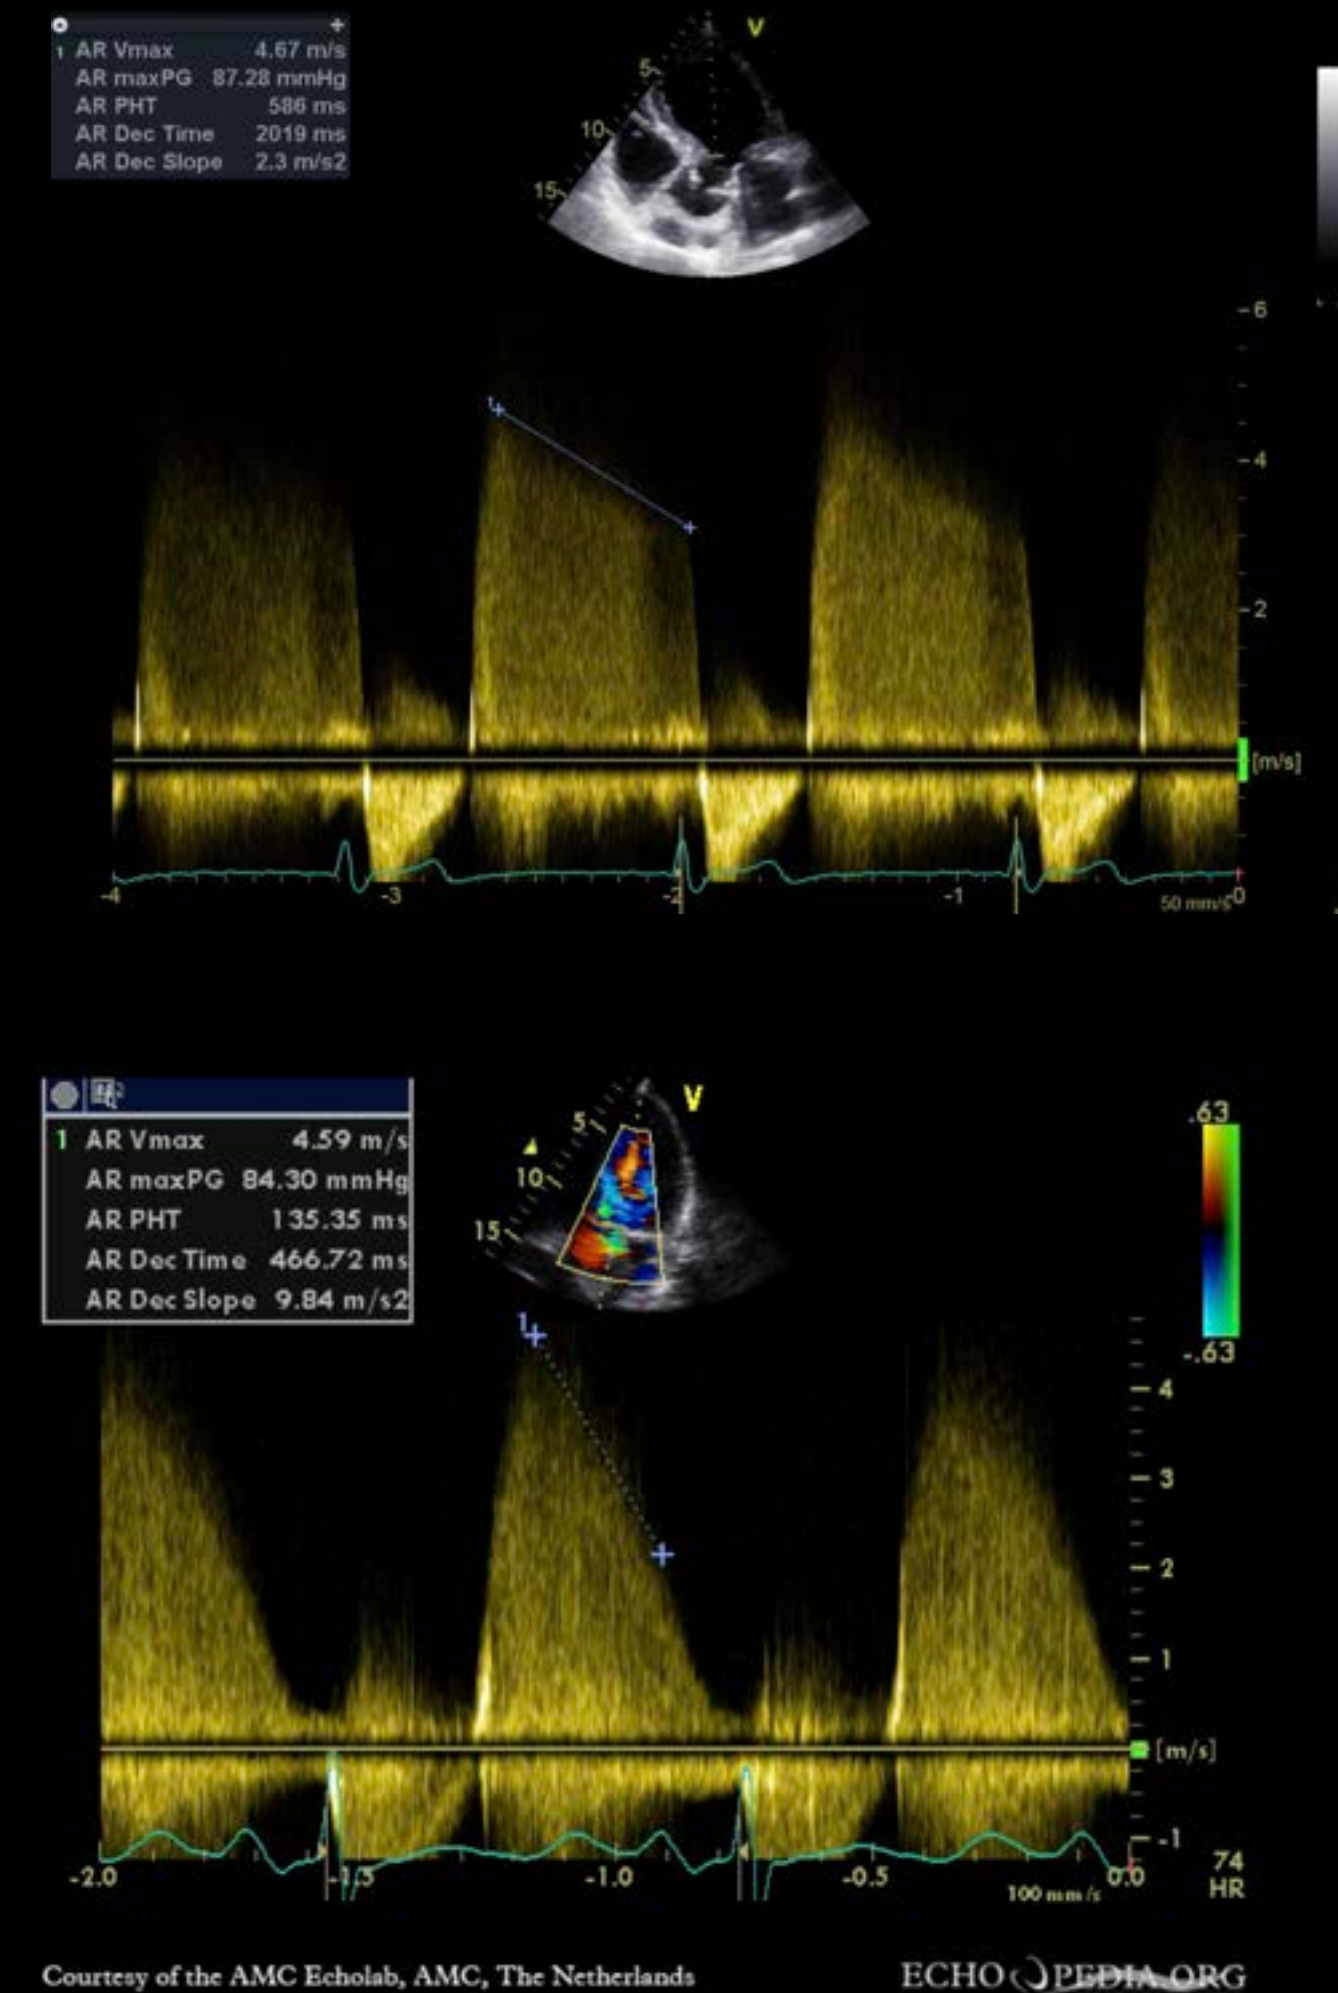 V
1 AR Vmax 4.67 m/s
AR maxPG 87.28 mmHg
AR PHT 586 ms
AR Dec Time 2019 ms
AR Dec Slope 2.3 m/s2
5
10
15
6
1
4
2
[m/s]
-4 -3 -2 -1 0
50 mm/s
V
1 AR Vmax 4.59 m/s
AR maxPG 84.30 mmHg
AR PHT 135.35 ms
AR Dec Time 466.72 ms
AR Dec Slope 9.84 m/s2
5
10
15
.63
-.63
1
4
3
2
1
[m/s]
-1
-2.0 -1.5 -1.0 -0.5 0.0
100 mm/s
74
HR
Courtesy of the AMC Echolab, AMC, The Netherlands
ECHOPEDIA.ORG